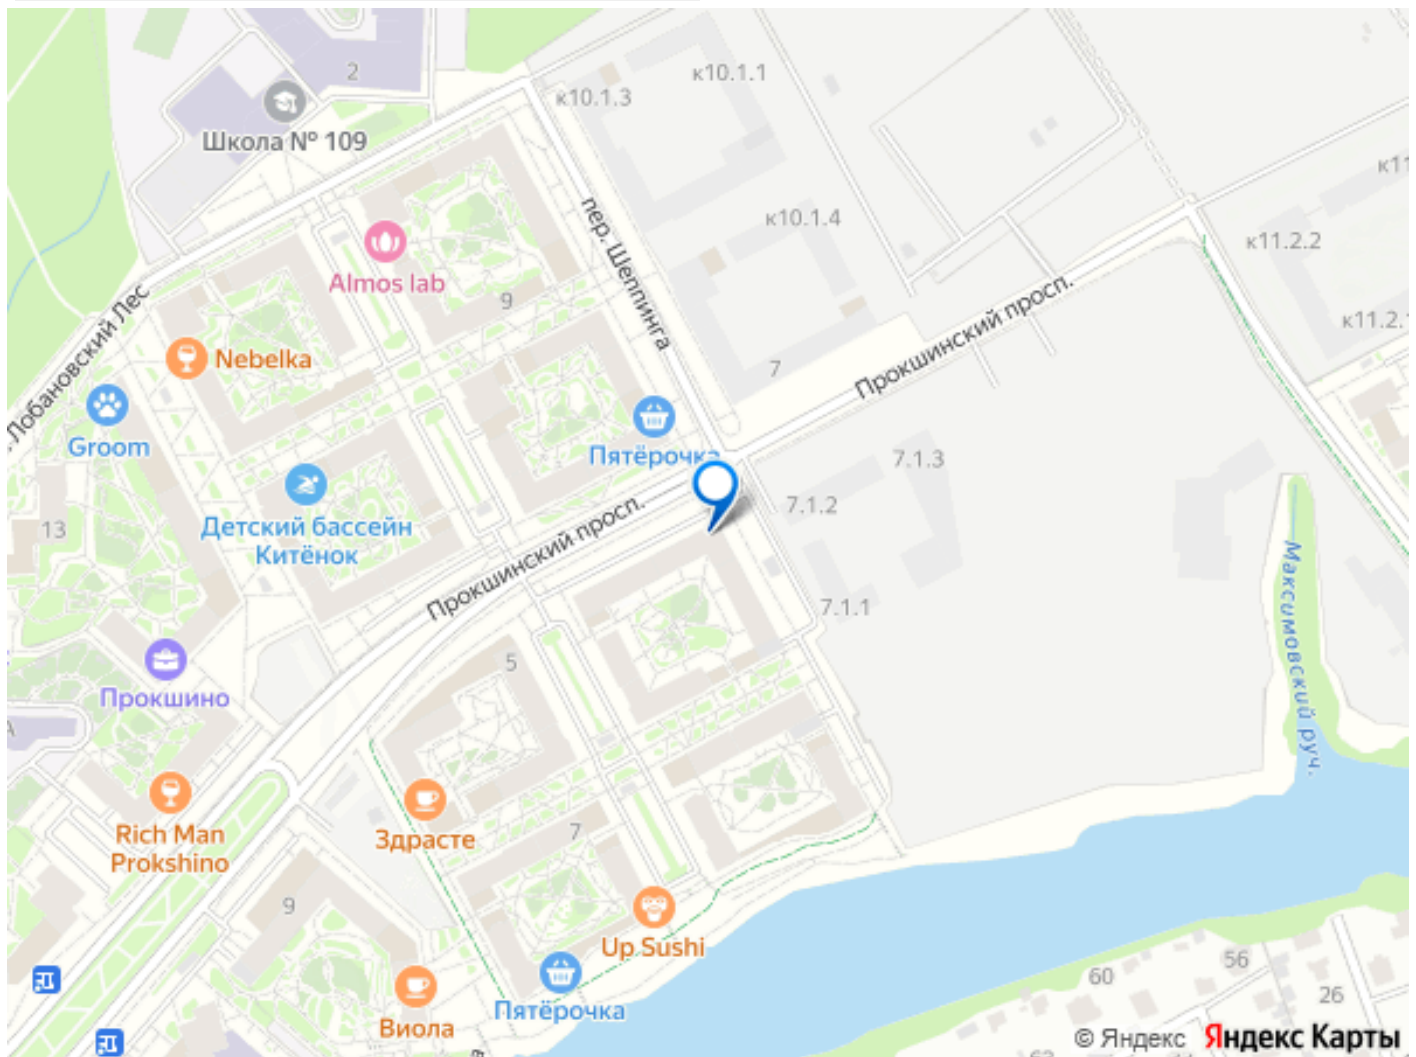 2
к10.1.1
к10.1.3
Школа № 109
к11
пер. Шеппинга
к10.1.4
к11.2.2
Almos lab
9
Прокшинский просп.
Лобановский Лес
к11.2.
Nebelka
7
Groom
Пятёрочка
7.1.3
7.1.2
13
Детский бассейн
Китёнок
Прокшинский просп.
7.1.1
Максимовский руч.
5
Прокшино
Rich Man
Prokshino
Здрасте
7
9
Up Sushi
60
56
26
Пятёрочка
Виола
© Яндекс Яндекс Карты